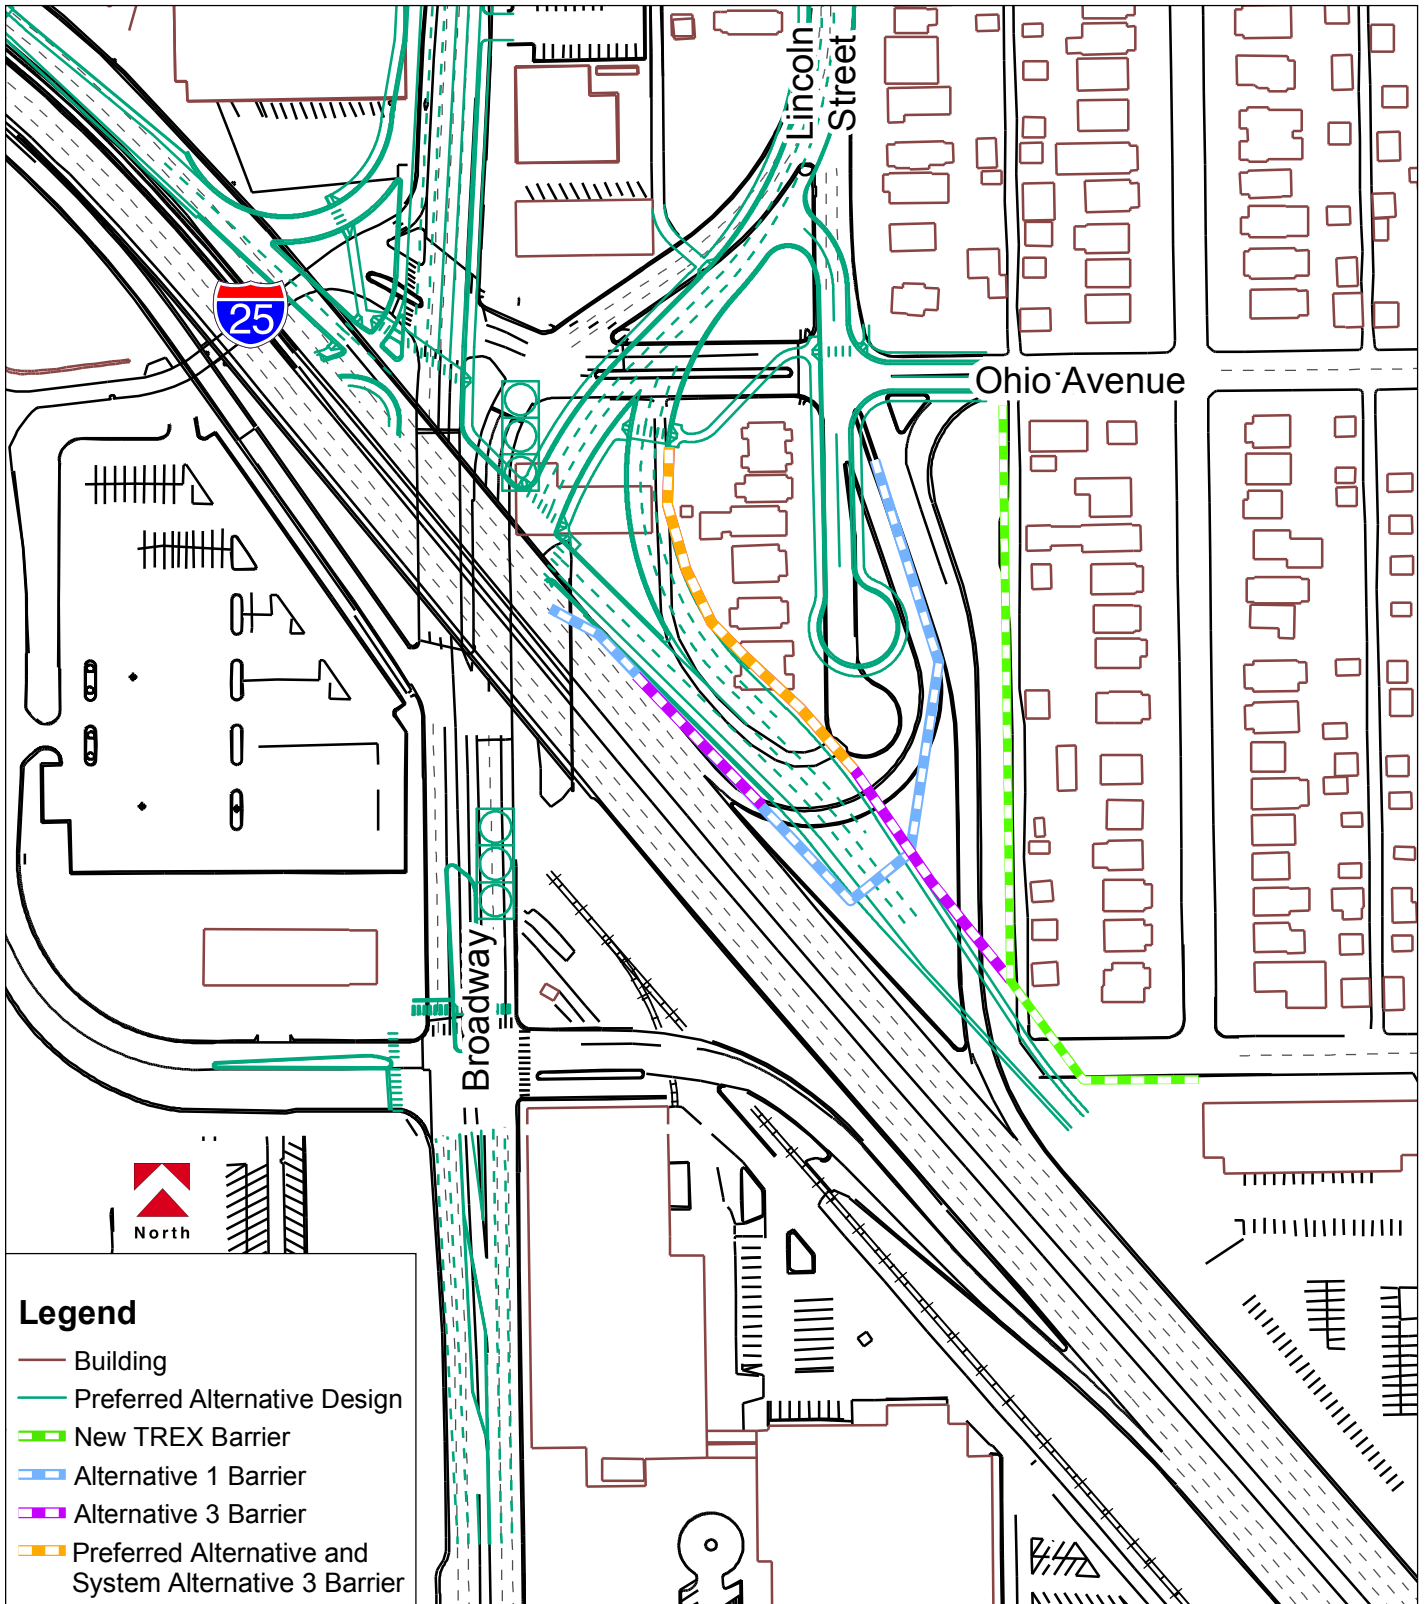 Lincoln
Street
25
Ohio Avenue
Broadway
North
Legend
Building
Preferred Alternative Design
New TREX Barrier
Alternative 1 Barrier
Alternative 3 Barrier
Preferred Alternative and
System Alternative 3 Barrier